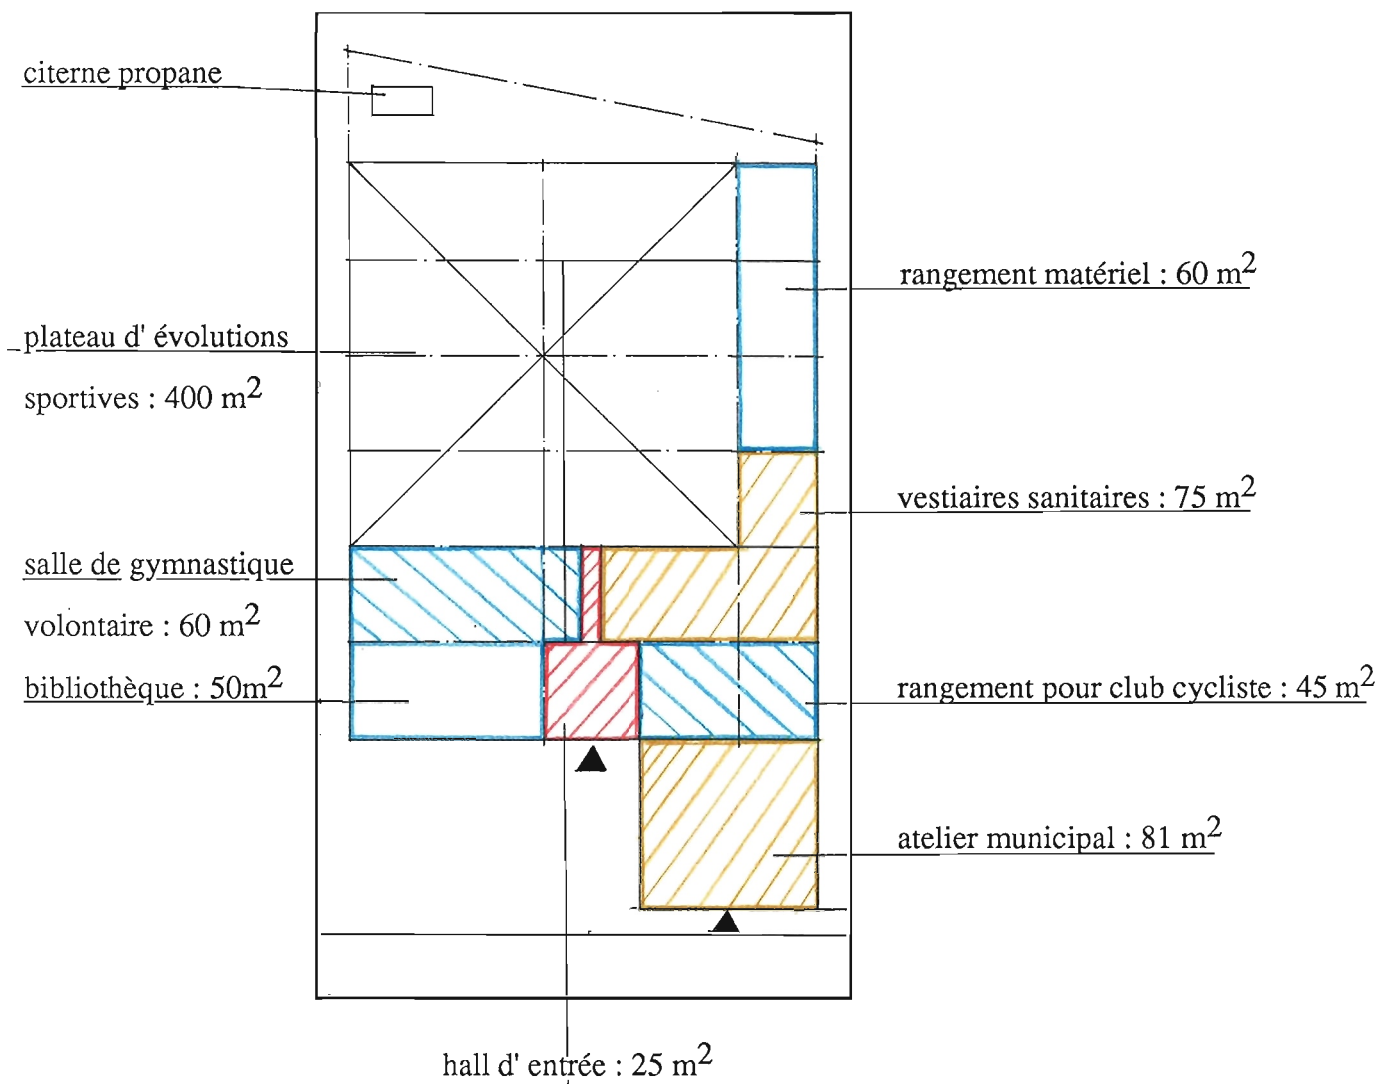 citerne propane
plateau d' évolutions
sportives : 400 m²
salle de gymnastique
volontaire : 60 m²
bibliothèque : 50m²
rangement matériel : 60 m²
vestiaires sanitaires : 75 m²
rangement pour club cycliste : 45 m²
atelier municipal : 81 m²
hall d' entrée : 25 m²